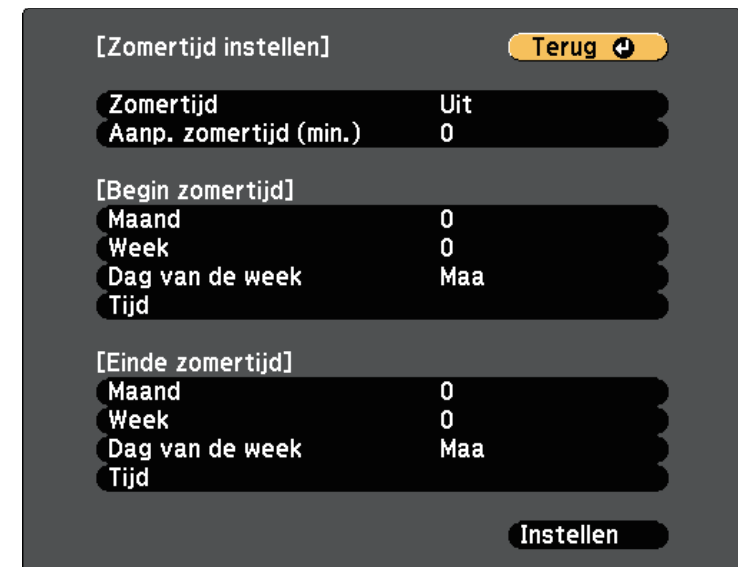 [Zomertijd instellen] Terug
Zomertijd Uit
Aanp. zomertijd (min.) 0
[Begin zomertijd]
Maand 0
Week 0
Dag van de week Maa
Tijd
[Einde zomertijd]
Maand 0
Week 0
Dag van de week Maa
Tijd
Instellen